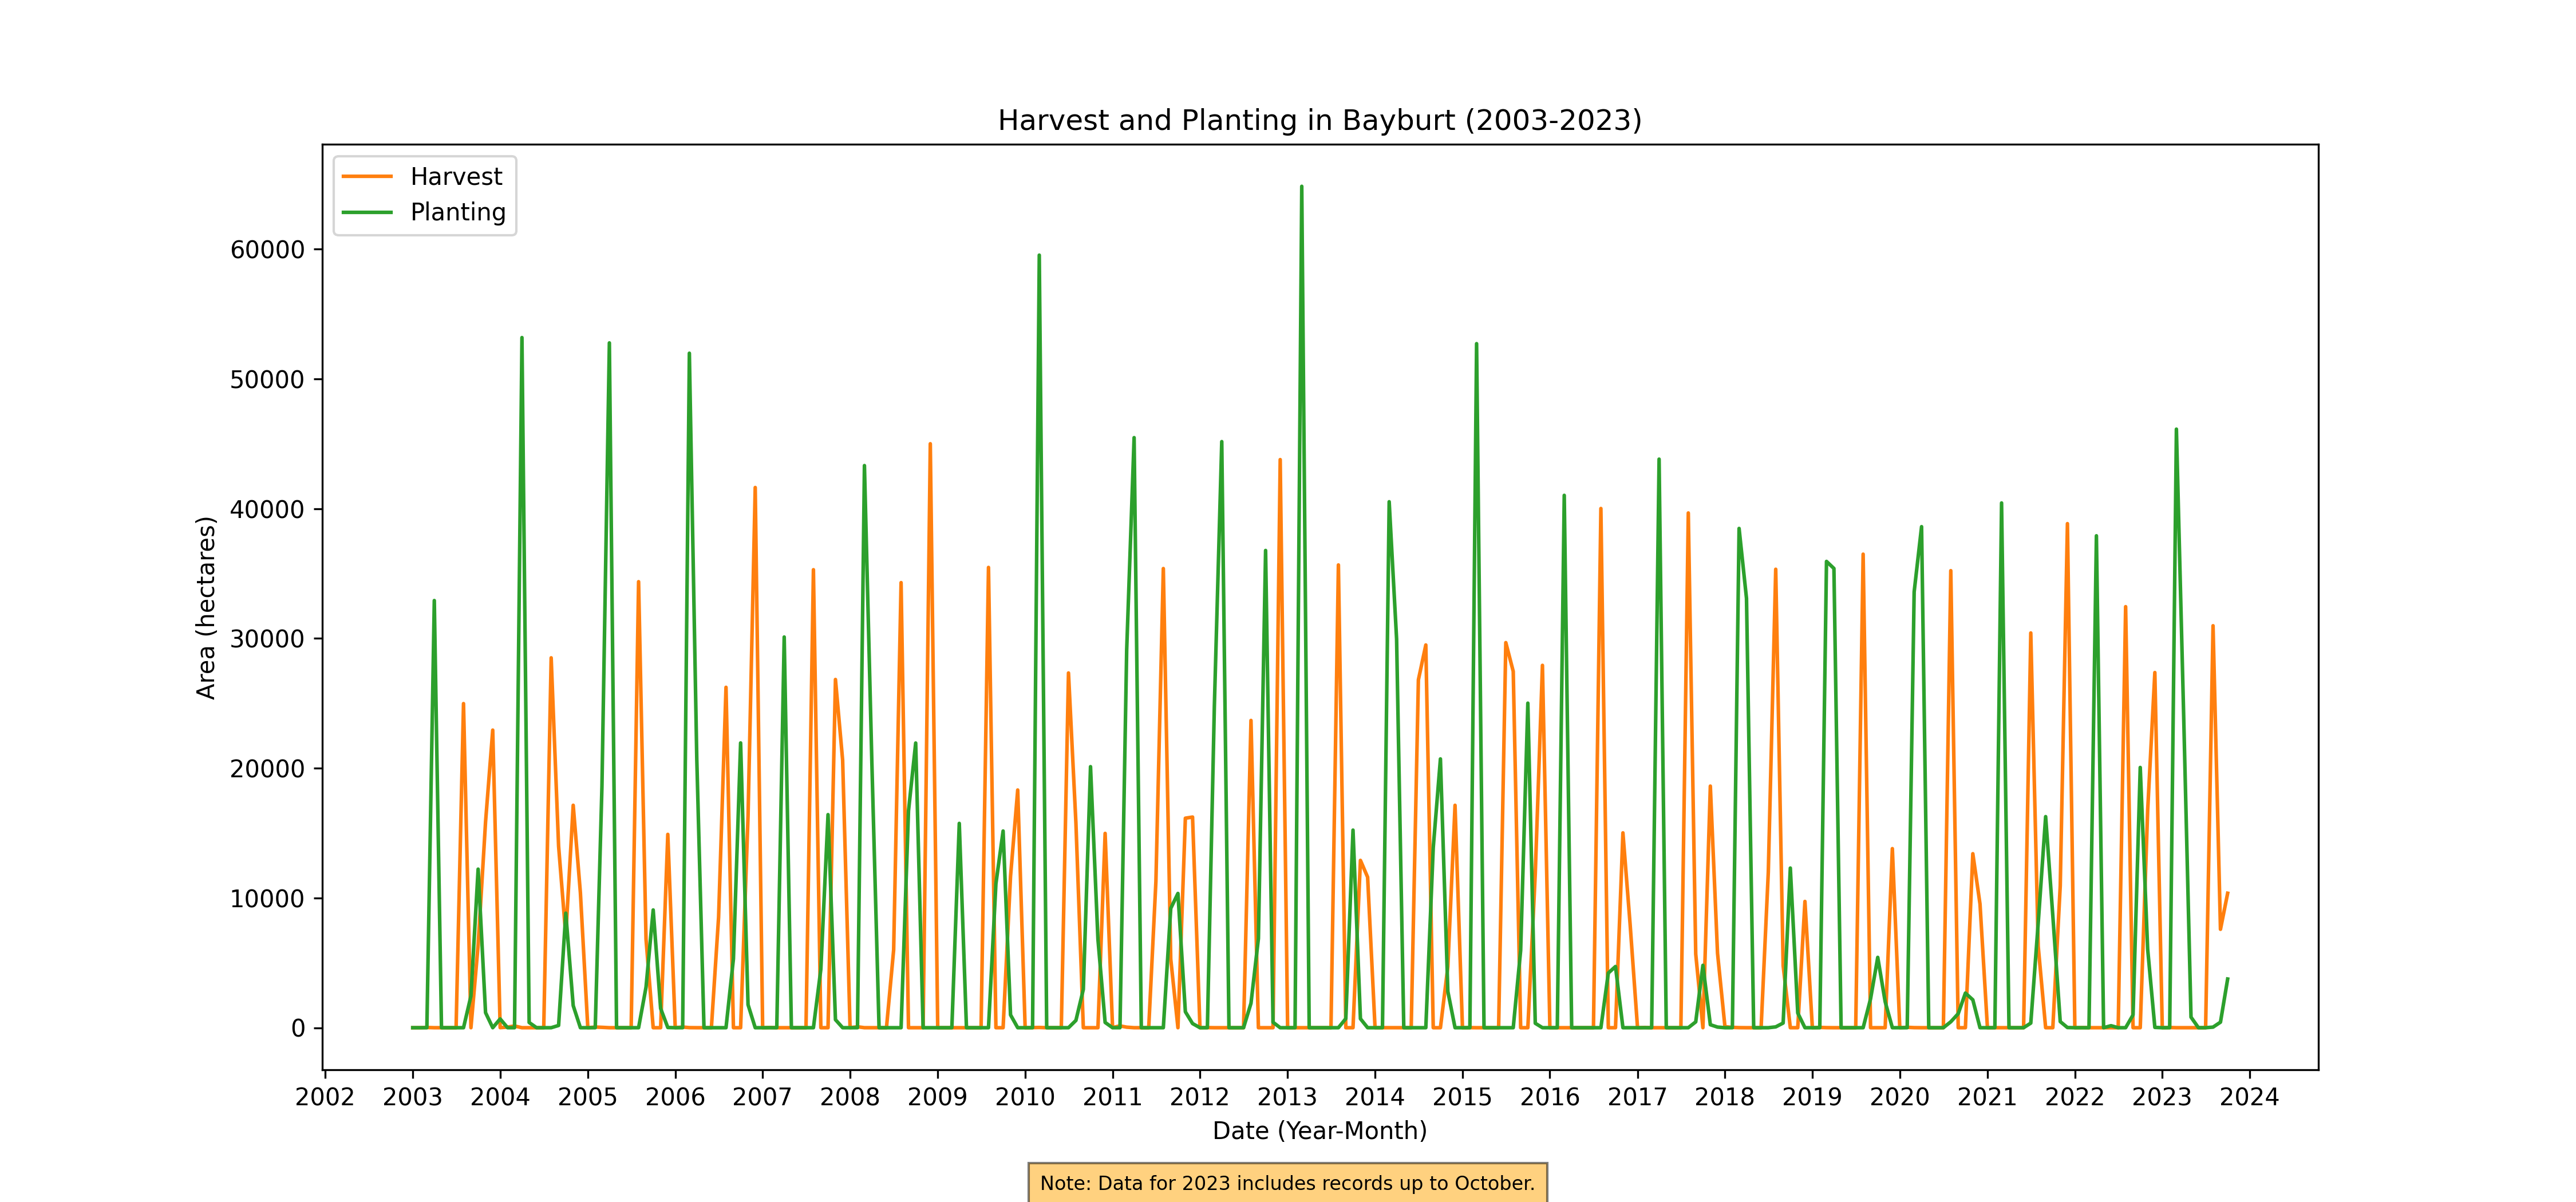 Harvest and Planting in Bayburt (2003-2023)
Harvest
Planting
60000
50000
40000
30000
20000
10000
0
Area (hectares)
2002 2003 2004 2005 2006 2007 2008 2009 2010 2011 2012 2013 2014 2015 2016 2017 2018 2019 2020 2021 2022 2023 2024
Date (Year-Month)
Note: Data for 2023 includes records up to October.